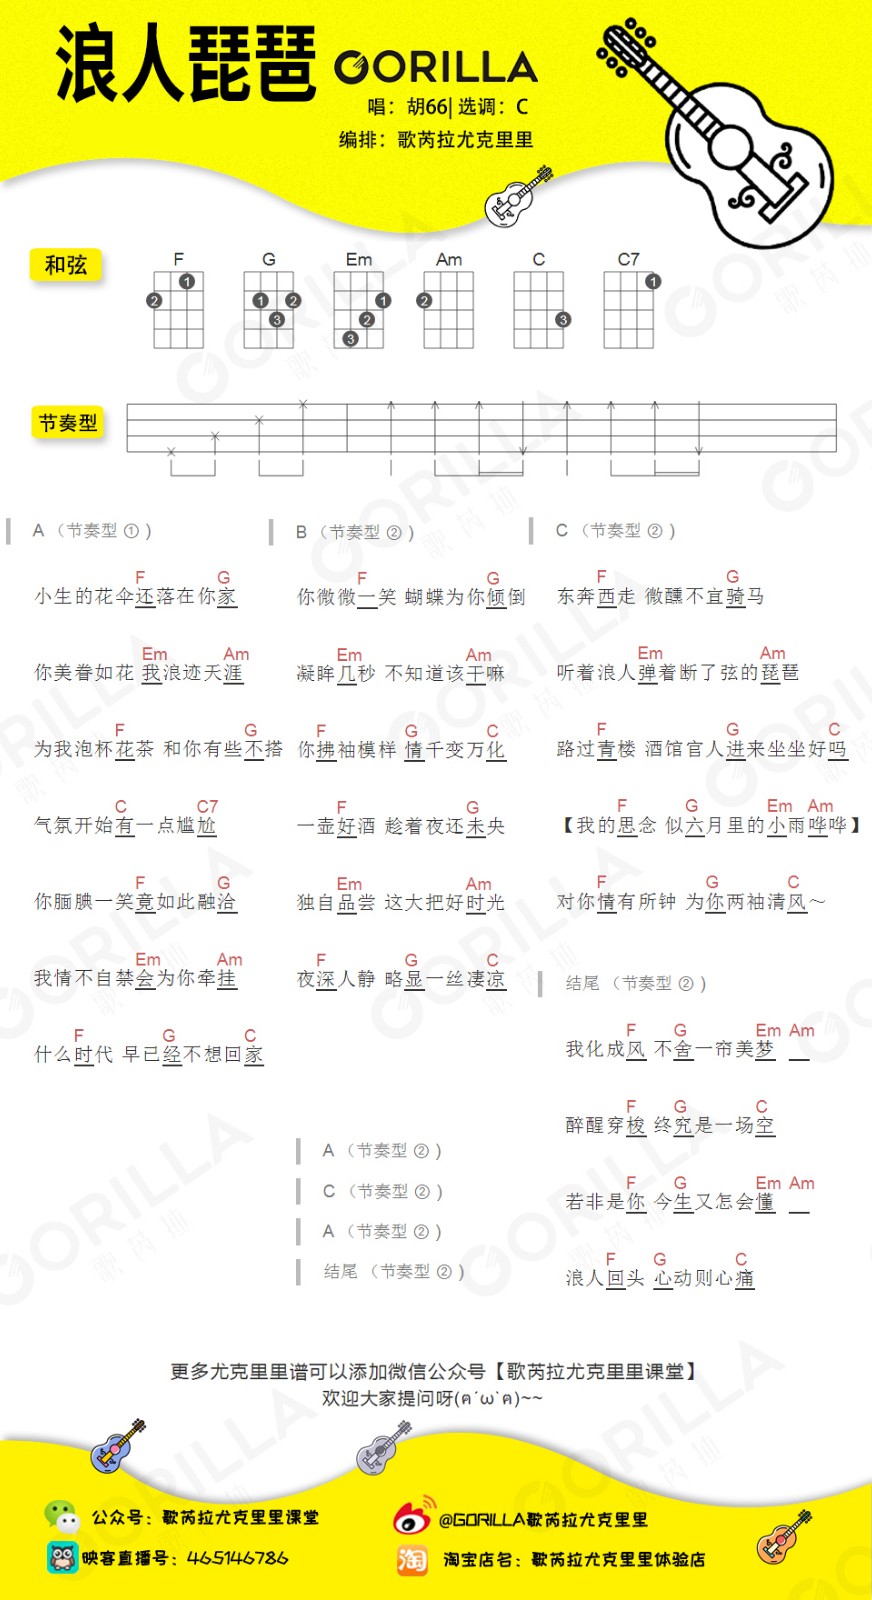 浪人琵琶 GORILLA
唱：胡66| 选调：C
编排：歌芮拉尤克里里
和弦
F G Em Am C C7
1 2
1 2 3
1 2 3
2
3
1
节奏型
A （节奏型 ① ）
F G
小生的花伞还落在你家
Em Am
你美眷如花 我浪迹天涯
F G
为我泡杯花茶 和你有些不搭
C C7
气氛开始有一点尴尬
F G
你腼腆一笑竟如此融洽
Em Am
我情不自禁会为你牵挂
F G C
什么时代 早已经不想回家
B （节奏型 ② ）
F G
你微微一笑 蝴蝶为你倾倒
Em Am
凝眸几秒 不知道该干嘛
F G C
你拂袖模样 情千变万化
F G
一壶好酒 趁着夜还未央
Em Am
独自品尝 这大把好时光
F G C
夜深人静 略显一丝凄凉
C （节奏型 ② ）
F G
东奔西走 微醺不宜骑马
Em Am
听着浪人弹着断了弦的琵琶
F G C
路过青楼 酒馆官人进来坐坐好吗
F G Em Am
【我的思念 似六月里的小雨哗哗】
F G C
对你情有所钟 为你两袖清风～
结尾 （节奏型 ② ）
F G Em Am
我化成风 不舍一帘美梦
F G C
醉醒穿梭 终究是一场空
F G Em Am
若非是你 今生又怎会懂
F G C
浪人回头 心动则心痛
A （节奏型 ② ）
C （节奏型 ② ）
A （节奏型 ② ）
结尾 （节奏型 ② ）
更多尤克里里谱可以添加微信公众号【歌芮拉尤克里里课堂】
欢迎大家提问呀(ฅ´ω`ฅ)~~
公众号：歌芮拉尤克里里课堂
@GORILLA歌芮拉尤克里里
映客直播号：465146786
淘 淘宝店名：歌芮拉尤克里里体验店